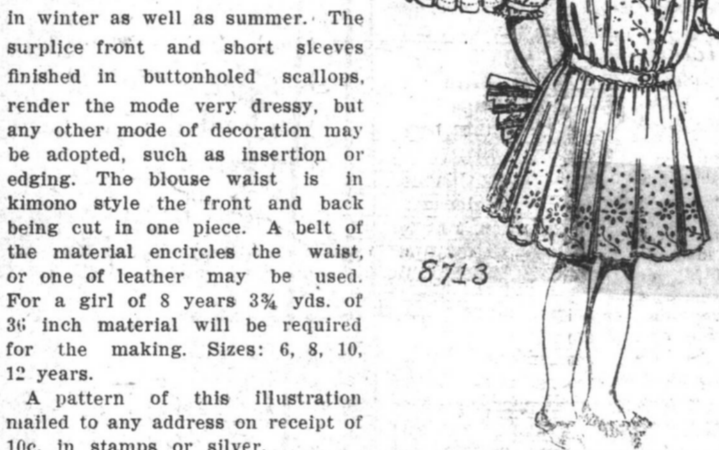 in winter as well as summer. The
surplice front and short sleeves
finished in buttonholed scallops,
render the mode very dressy, but
any other mode of decoration may
be adopted, such as insertion or
edging. The blouse waist is in
kimono style the front and back
being cut in one piece. A belt of
the material encircles the waist,
or one of leather may be used.
For a girl of 8 years 3¾ yds. of
36 inch material will be required
for the making. Sizes: 6, 8, 10,
12 years.
A pattern of this illustration
mailed to any address on receipt of
10c. in stamps or silver.
8713